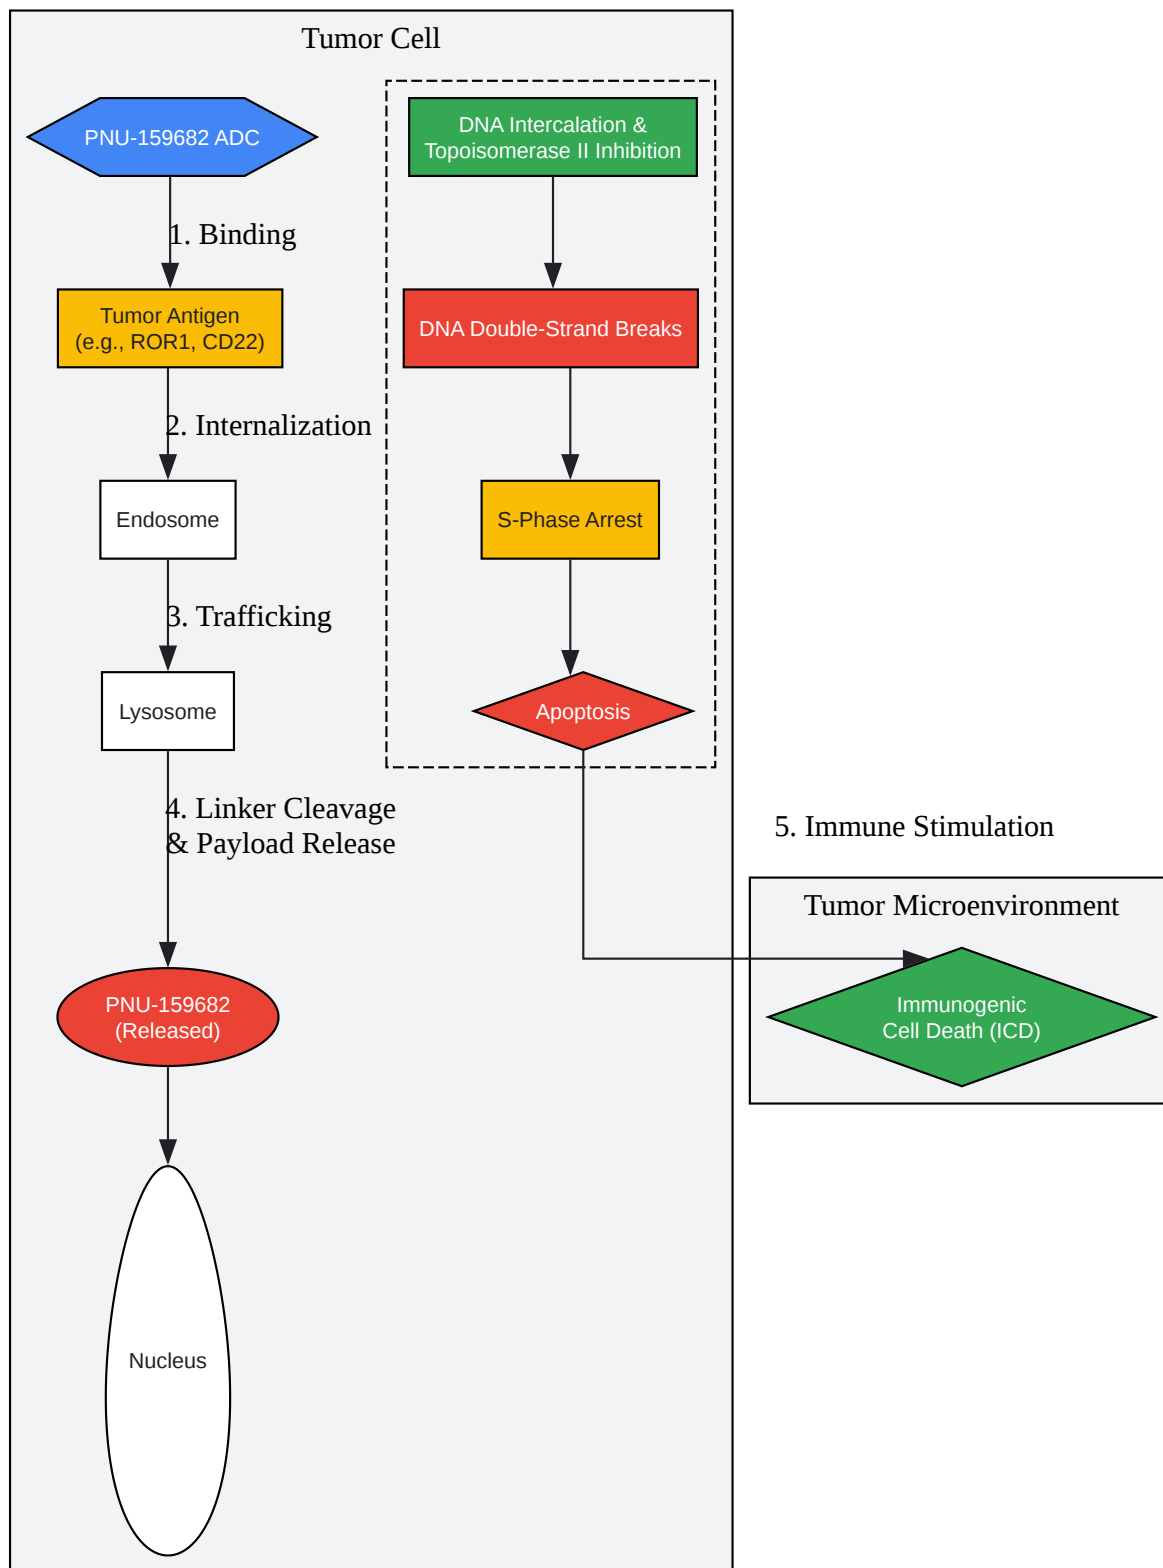 Tumor Cell
PNU-159682 ADC
1. Binding
Tumor Antigen
(e.g., ROR1, CD22)
2. Internalization
Endosome
3. Trafficking
Lysosome
4. Linker Cleavage
& Payload Release
PNU-159682
(Released)
Nucleus
DNA Intercalation &
Topoisomerase II Inhibition
DNA Double-Strand Breaks
S-Phase Arrest
Apoptosis
5. Immune Stimulation
Tumor Microenvironment
Immunogenic
Cell Death (ICD)